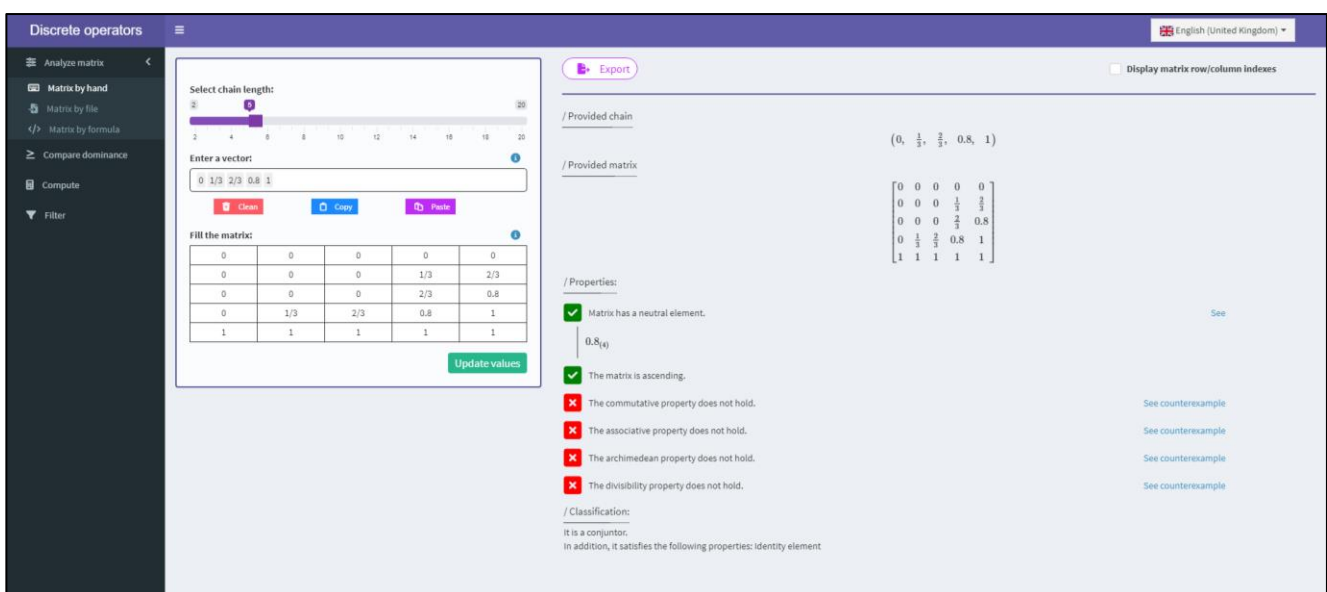 Discrete operators
English (United Kingdom)
Analyze matrix
Matrix by hand
Matrix by file
Matrix by formula
Compare dominance
Compute
Filter
Select chain length:
2 5 20
2 4 6 8 10 12 14 16 18 20
Enter a vector:
0 1/3 2/3 0.8 1
Clean Copy Paste
Fill the matrix:
0 0 0 0 0
0 0 0 1/3 2/3
0 0 0 2/3 0.8
0 1/3 2/3 0.8 1
1 1 1 1 1
Update values
Export
Display matrix row/column indexes
/ Provided chain
(0, 1/3, 2/3, 0.8, 1)
/ Provided matrix
0 0 0 0 0
0 0 0 1/3 2/3
0 0 0 2/3 0.8
0 1/3 2/3 0.8 1
1 1 1 1 1
/ Properties:
Matrix has a neutral element. See
0.8(4)
The matrix is ascending.
The commutative property does not hold. See counterexample
The associative property does not hold. See counterexample
The archimedean property does not hold. See counterexample
The divisibility property does not hold. See counterexample
/ Classification:
It is a conjuntor.
In addition, it satisfies the following properties: identity element